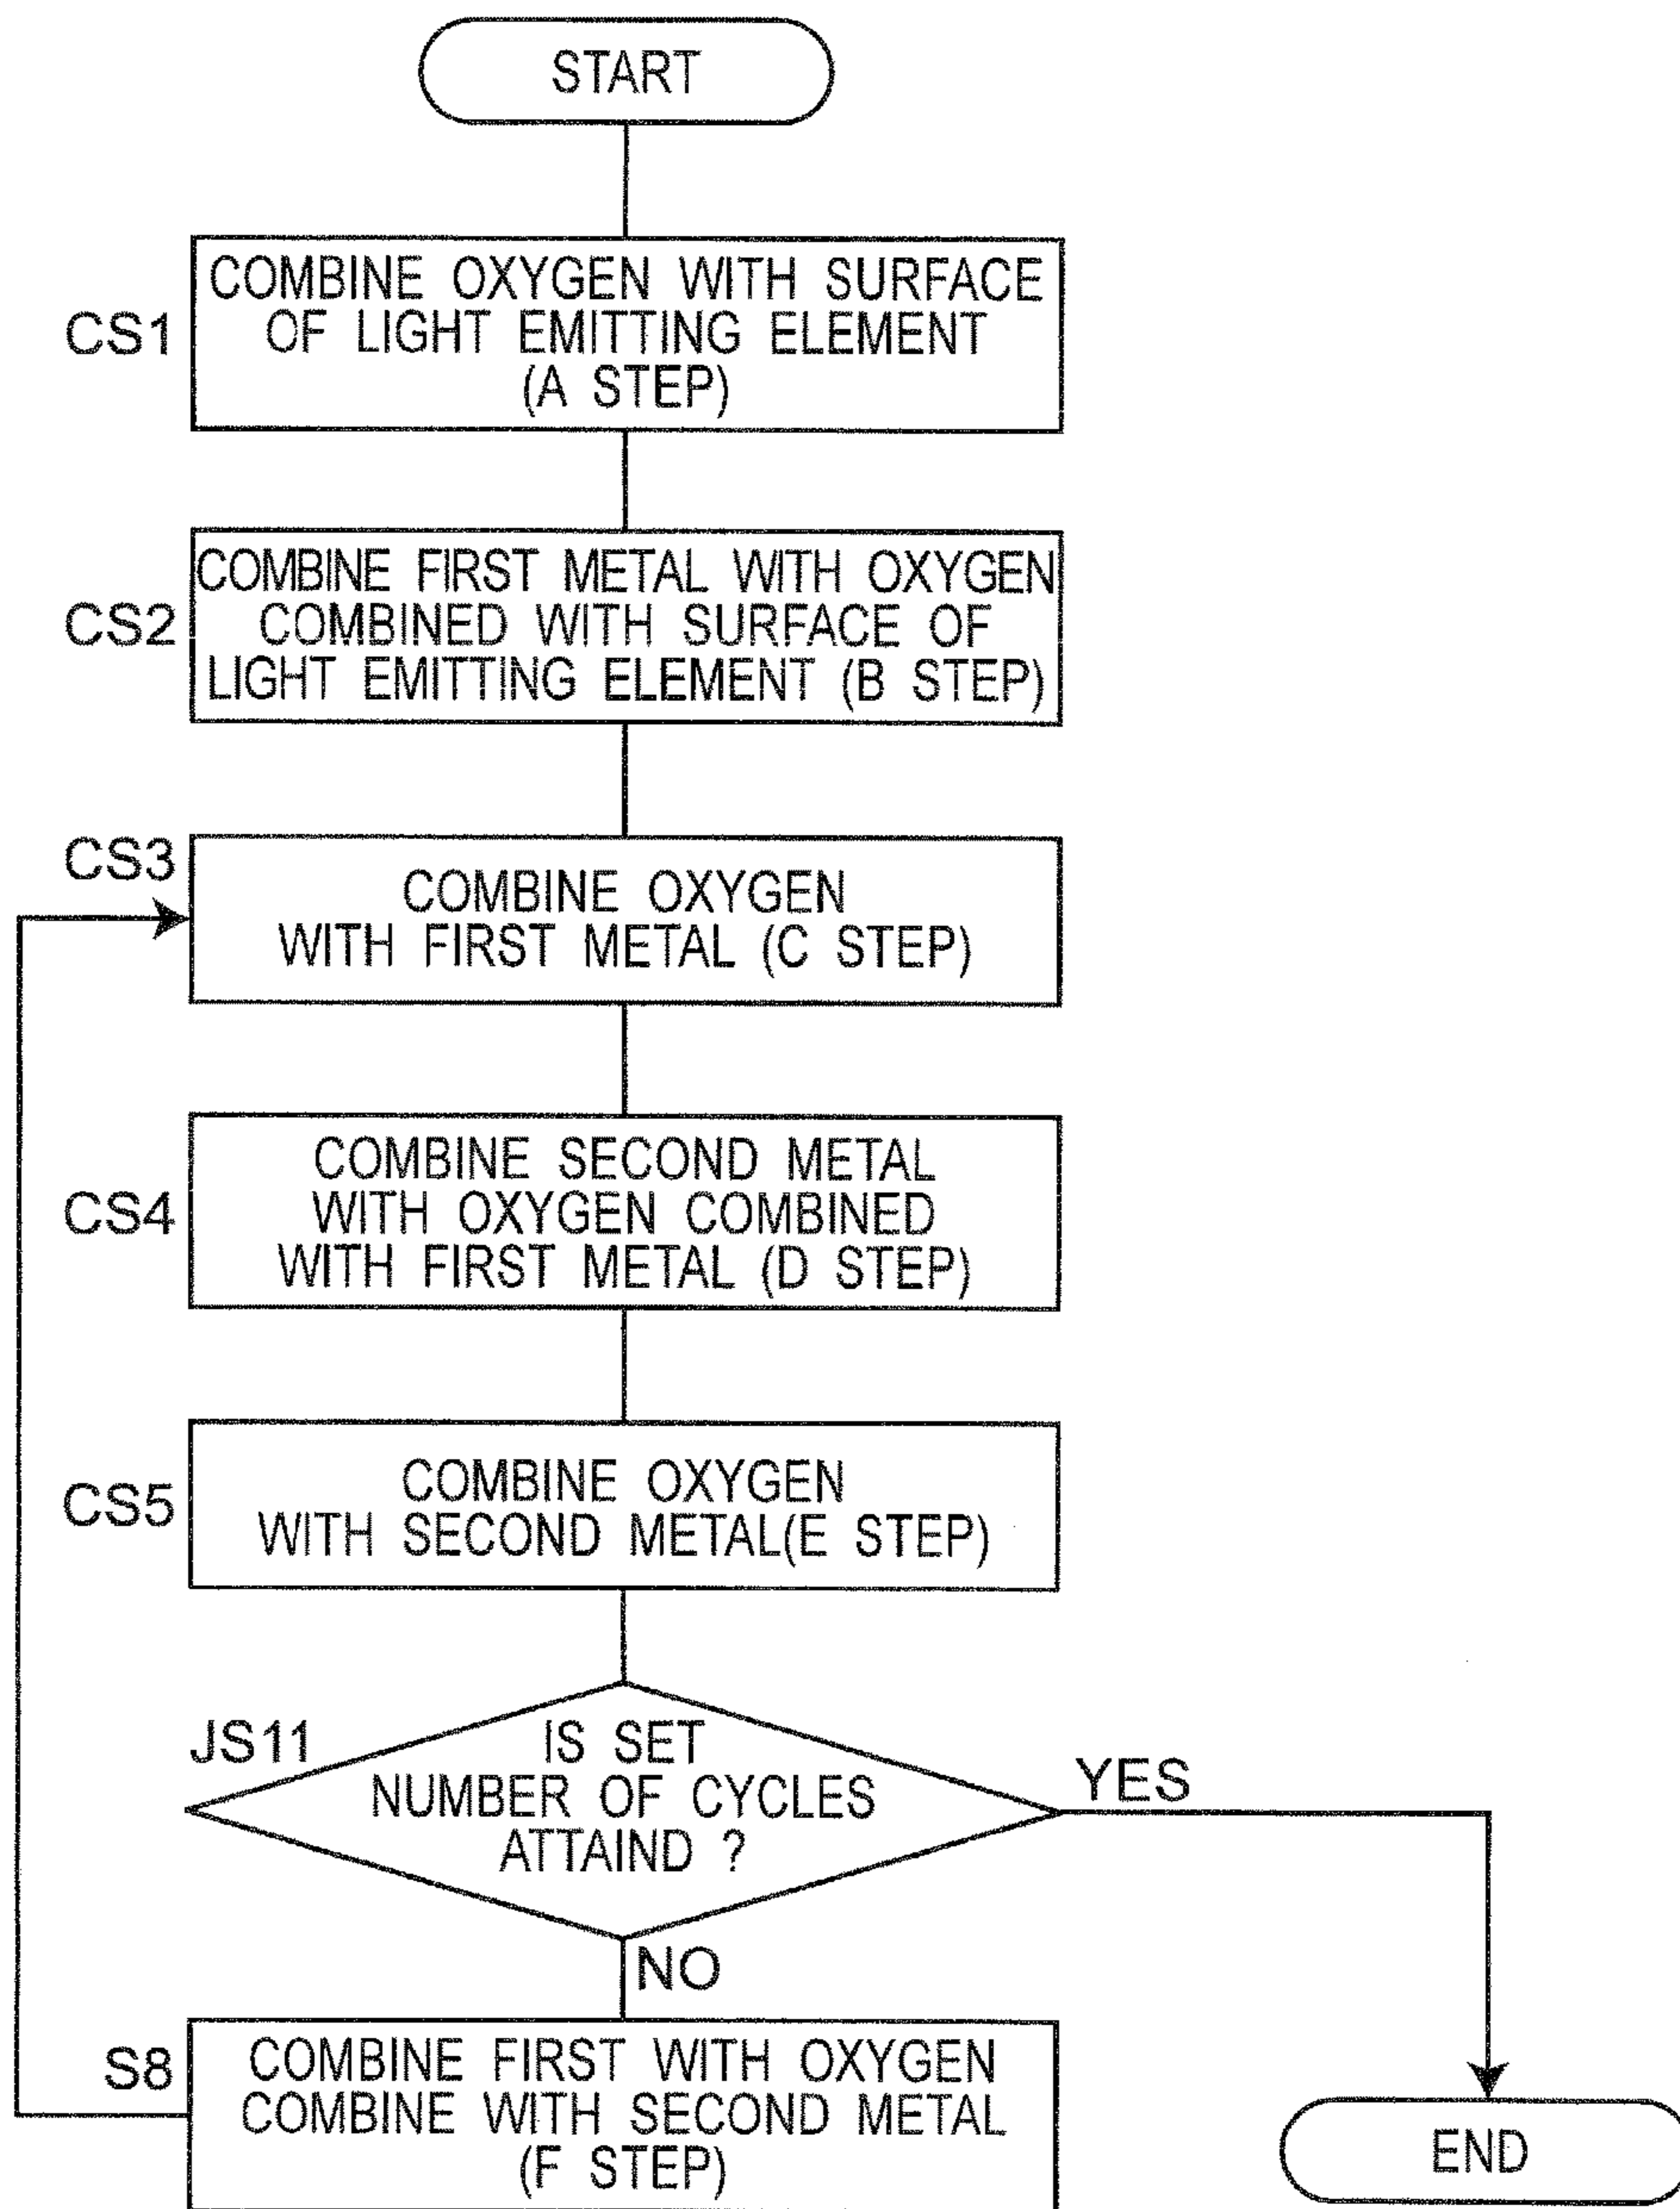 START
CS1
COMBINE OXYGEN WITH SURFACE
OF LIGHT EMITTING ELEMENT
(A STEP)
CS2
COMBINE FIRST METAL WITH OXYGEN
COMBINED WITH SURFACE OF
LIGHT EMITTING ELEMENT (B STEP)
CS3
COMBINE OXYGEN
WITH FIRST METAL (C STEP)
CS4
COMBINE SECOND METAL
WITH OXYGEN COMBINED
WITH FIRST METAL (D STEP)
CS5
COMBINE OXYGEN
WITH SECOND METAL(E STEP)
JS11
IS SET
NUMBER OF CYCLES
ATTAIND ?
YES
NO
S8
COMBINE FIRST WITH OXYGEN
COMBINE WITH SECOND METAL
(F STEP)
END